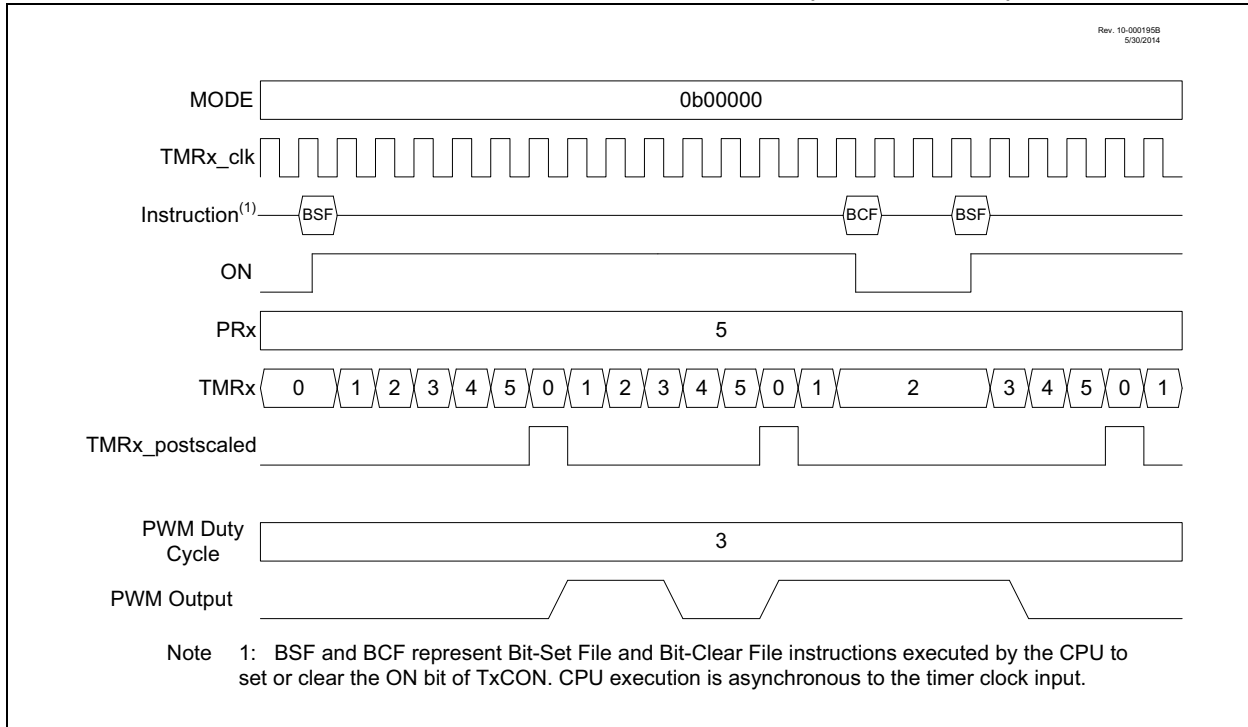 Rev. 10-000195B
5/30/2014
MODE 0b00000
TMRx_clk
Instruction(1) BSF BCF BSF
ON
PRx 5
TMRx 0 1 2 3 4 5 0 1 2 3 4 5 0 1 2 3 4 5 0 1
TMRx_postscaled
PWM Duty
Cycle 3
PWM Output
Note 1: BSF and BCF represent Bit-Set File and Bit-Clear File instructions executed by the CPU to
set or clear the ON bit of TxCON. CPU execution is asynchronous to the timer clock input.